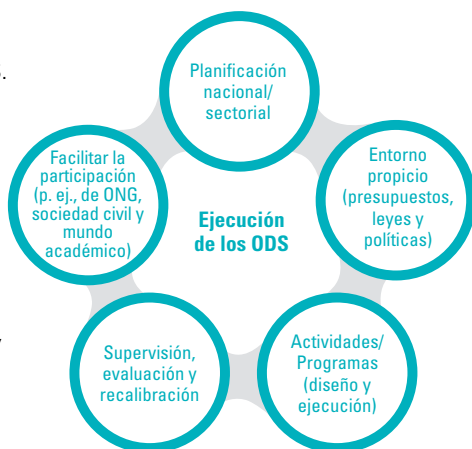 Planificación
nacional/
sectorial
Entorno
propicio
(presupuestos,
leyes y
políticas)
Actividades/
Programas
(diseño y
ejecución)
Supervisión,
evaluación y
recalibración
Facilitar la
participación
(p. ej., de ONG,
sociedad civil y
mundo
académico)
Ejecución
de los ODS